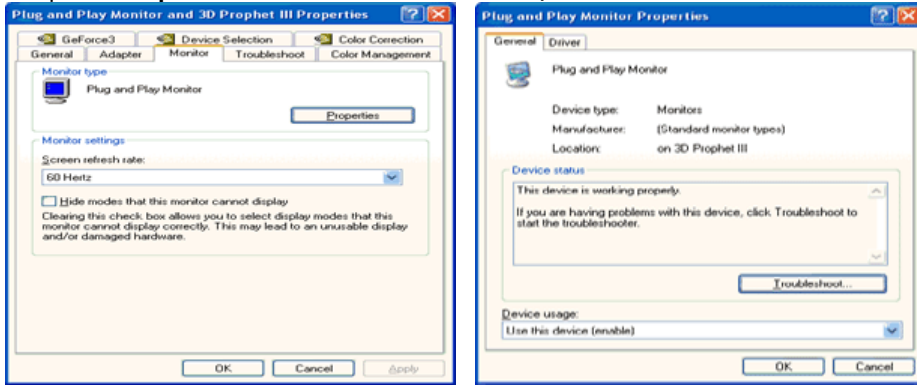 Plug and Play Monitor and 3D Prophet III Properties
GeForce3 Device Selection Color Correction
General Adapter Monitor Troubleshoot Color Management
Monitor type
Plug and Play Monitor
Properties
Monitor settings
Screen refresh rate:
60 Hertz
Hide modes that this monitor cannot display
Clearing this check box allows you to select display modes that this
monitor cannot display correctly. This may lead to an unusable display
and/or damaged hardware.
OK Cancel Apply
Plug and Play Monitor Properties
General Driver
Plug and Play Monitor
Device type: Monitors
Manufacturer: (Standard monitor types)
Location: on 3D Prophet III
Device status
This device is working properly.
If you are having problems with this device, click Troubleshoot to
start the troubleshooter.
Troubleshoot...
Device usage:
Use this device (enable)
OK Cancel